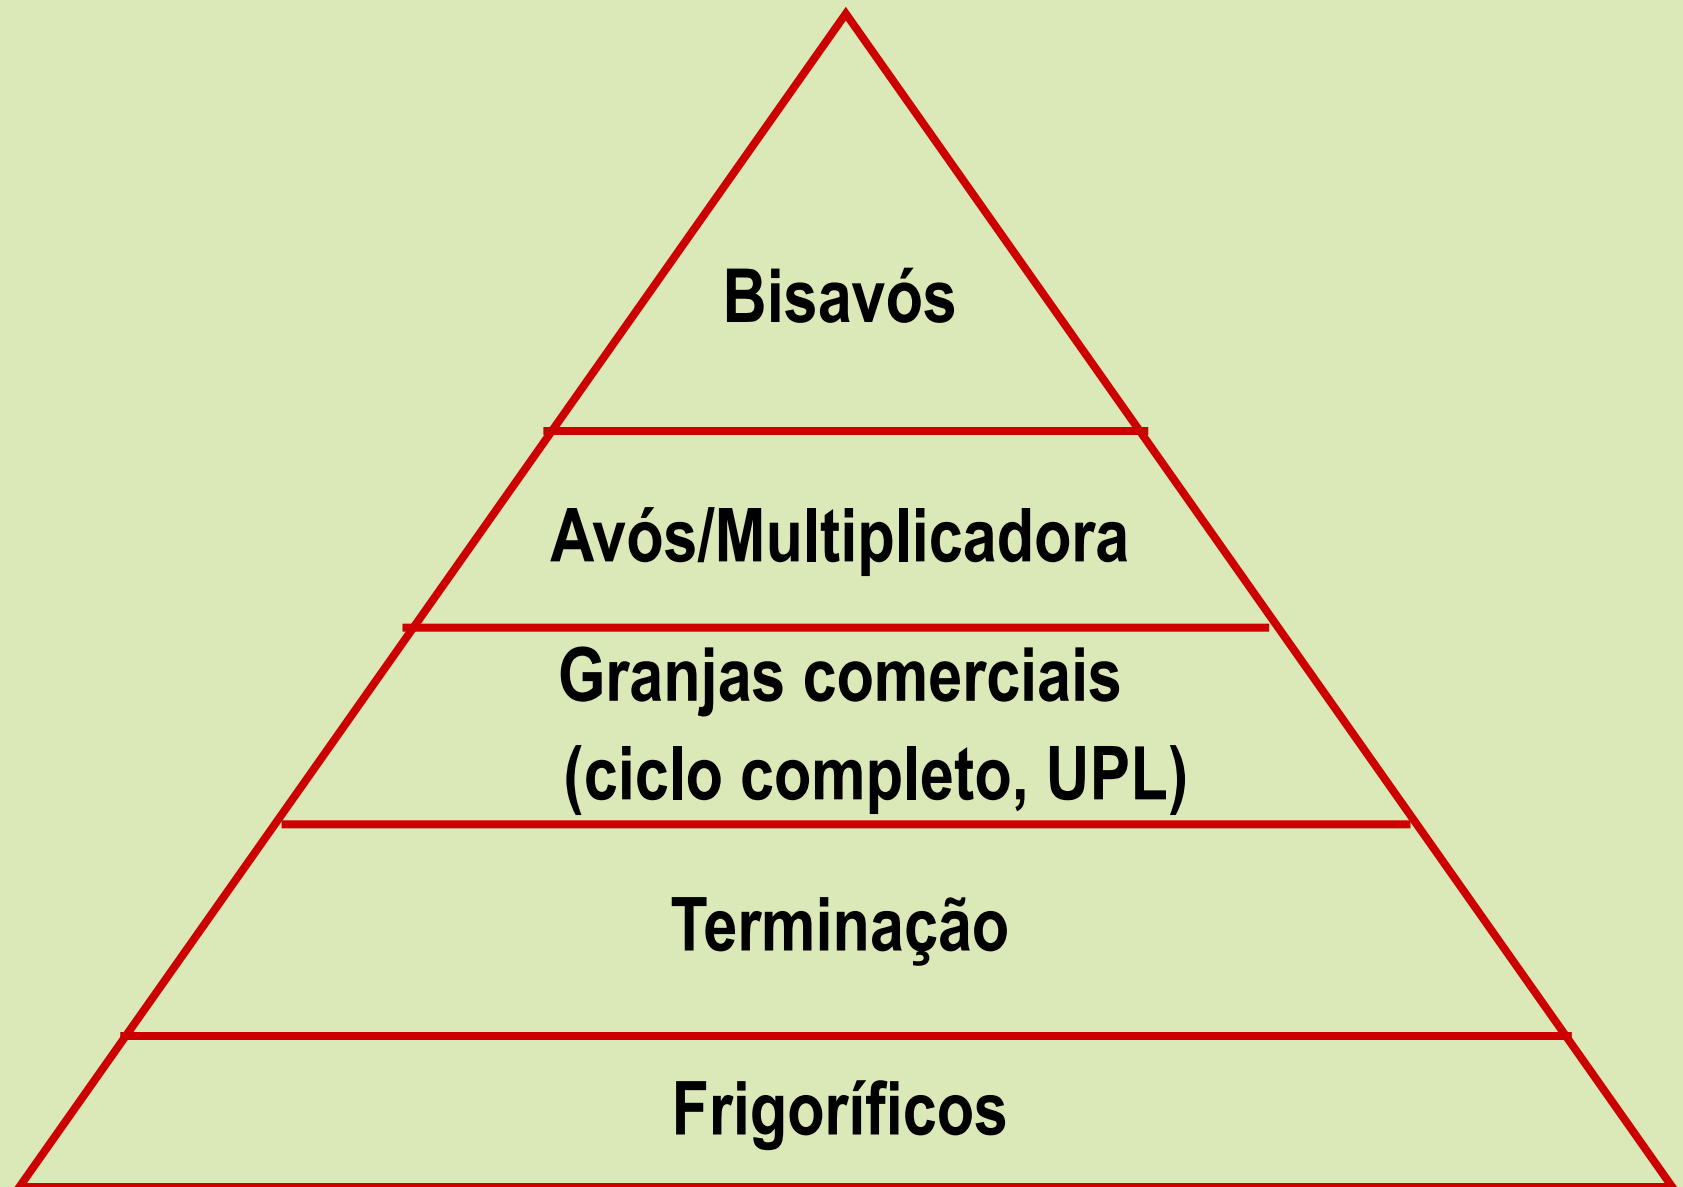 Bisavós
Avós/Multiplicadora
Granjas comerciais
(ciclo completo, UPL)
Terminação
Frigoríficos